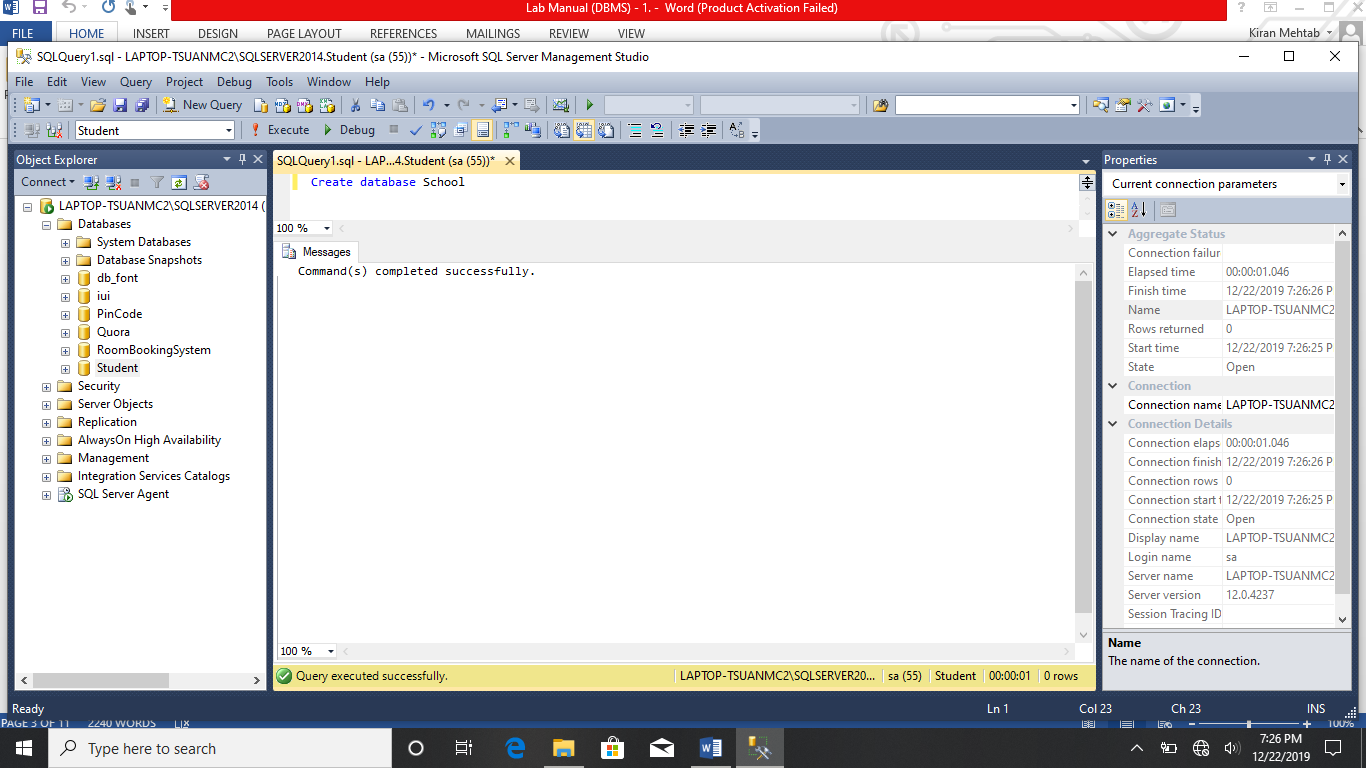 Lab Manual (DBMS) - 1. - Word (Product Activation Failed)
FILE HOME INSERT DESIGN PAGE LAYOUT REFERENCES MAILINGS REVIEW VIEW Kiran Mehtab
SQLQuery1.sql - LAPTOP-TSUANMC2\SQLSERVER2014.Student (sa (55))* - Microsoft SQL Server Management Studio
File Edit View Query Project Debug Tools Window Help
New Query
Student Execute Debug
Object Explorer
Connect
LAPTOP-TSUANMC2\SQLSERVER2014 (
Databases
System Databases
Database Snapshots
db_font
iui
PinCode
Quora
RoomBookingSystem
Student
Security
Server Objects
Replication
AlwaysOn High Availability
Management
Integration Services Catalogs
SQL Server Agent
SQLQuery1.sql - LAP...4.Student (sa (55))*
Create database School
100 %
Messages
Command(s) completed successfully.
100 %
Query executed successfully. LAPTOP-TSUANMC2\SQLSERVER20... sa (55) Student 00:00:01 0 rows
Properties
Current connection parameters
Aggregate Status
Connection failur
Elapsed time 00:00:01.046
Finish time 12/22/2019 7:26:26 P
Name LAPTOP-TSUANMC2
Rows returned 0
Start time 12/22/2019 7:26:25 P
State Open
Connection
Connection name LAPTOP-TSUANMC2
Connection Details
Connection elaps 00:00:01.046
Connection finish 12/22/2019 7:26:26 P
Connection rows 0
Connection start t 12/22/2019 7:26:25 P
Connection state Open
Display name LAPTOP-TSUANMC2
Login name sa
Server name LAPTOP-TSUANMC2
Server version 12.0.4237
Session Tracing ID
Name
The name of the connection.
Ready Ln 1 Col 23 Ch 23 INS
PAGE 3 OF 11 2240 WORDS 100%
Type here to search
7:26 PM
12/22/2019